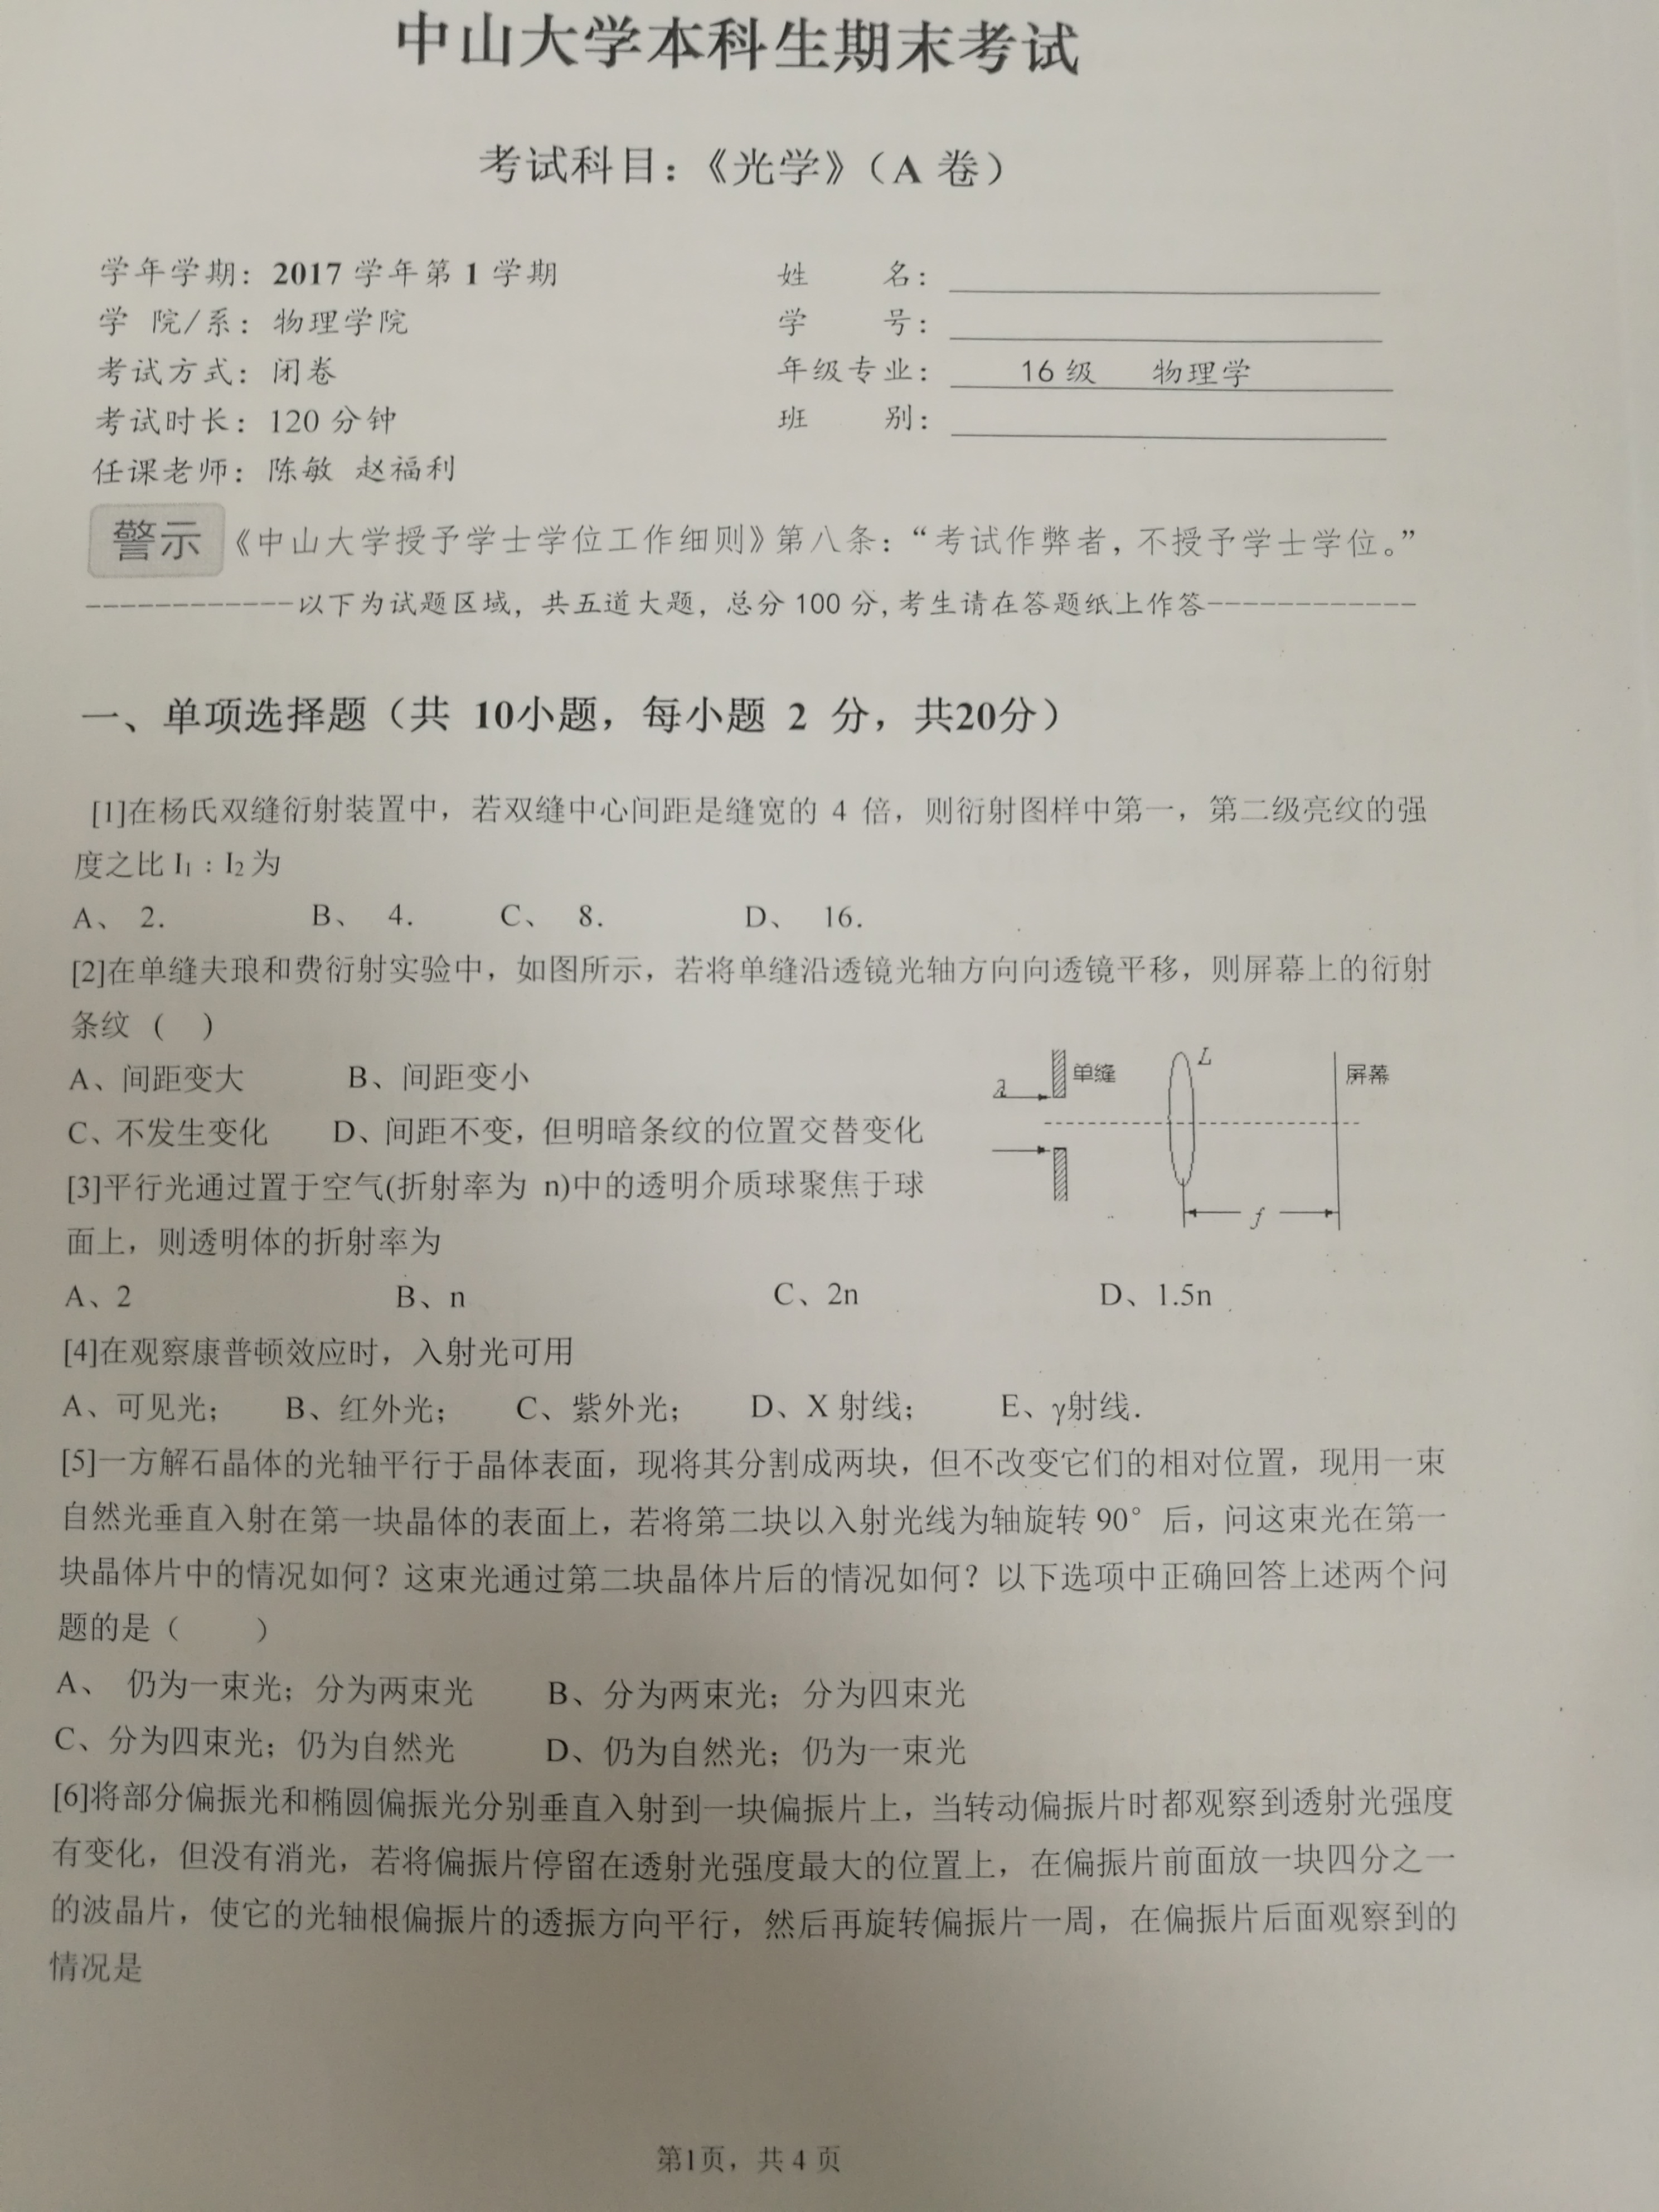 中山大学本科生期末考试
考试科目：《光学》（A 卷）
学年学期：2017 学年第 1 学期
姓 名：
学 院/系：物理学院
学 号：
考试方式：闭卷
年级专业：16 级 物理学
考试时长：120 分钟
班 别：
任课老师：陈敏 赵福利
警示 《中山大学授予学士学位工作细则》第八条：“考试作弊者，不授予学士学位。”
------------以下为试题区域，共五道大题，总分 100 分,考生请在答题纸上作答------------
一、单项选择题（共 10小题，每小题 2 分，共20分）
[1]在杨氏双缝衍射装置中，若双缝中心间距是缝宽的 4 倍，则衍射图样中第一，第二级亮纹的强
度之比 I1：I2 为
A、 2. B、 4. C、 8. D、 16.
[2]在单缝夫琅和费衍射实验中，如图所示，若将单缝沿透镜光轴方向向透镜平移，则屏幕上的衍射
条纹 ( )
A、间距变大 B、间距变小
C、不发生变化 D、间距不变，但明暗条纹的位置交替变化
λ 单缝 L 屏幕
f
[3]平行光通过置于空气(折射率为 n)中的透明介质球聚焦于球
面上，则透明体的折射率为
A、2 B、n C、2n D、1.5n
[4]在观察康普顿效应时，入射光可用
A、可见光； B、红外光； C、紫外光； D、X 射线； E、γ射线.
[5]一方解石晶体的光轴平行于晶体表面，现将其分割成两块，但不改变它们的相对位置，现用一束
自然光垂直入射在第一块晶体的表面上，若将第二块以入射光线为轴旋转 90° 后，问这束光在第一
块晶体片中的情况如何？这束光通过第二块晶体片后的情况如何？以下选项中正确回答上述两个问
题的是（ ）
A、 仍为一束光；分为两束光 B、分为两束光；分为四束光
C、分为四束光；仍为自然光 D、仍为自然光；仍为一束光
[6]将部分偏振光和椭圆偏振光分别垂直入射到一块偏振片上，当转动偏振片时都观察到透射光强度
有变化，但没有消光，若将偏振片停留在透射光强度最大的位置上，在偏振片前面放一块四分之一
的波晶片，使它的光轴根偏振片的透振方向平行，然后再旋转偏振片一周，在偏振片后面观察到的
情况是
第1页，共 4 页